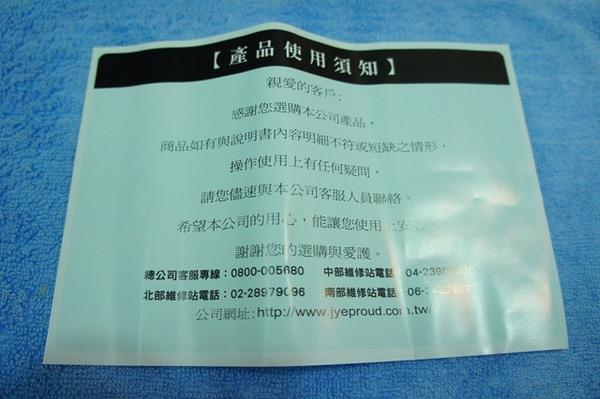 【產品使用須知】
親愛的客戶:
感謝您選購本公司產品，
商品如有與說明書內容明細不符或短缺之情形，
操作使用上有任何疑問，
請您儘速與本公司客服人員聯絡。
希望本公司的用心，能讓您使用上安心。
謝謝您的選購與愛護。
總公司客服專線：0800-005680 中部維修站電話：
北部維修站電話：02-28979096 南部維修站電話：
公司網址:http://www.jyeproud.com.tw/